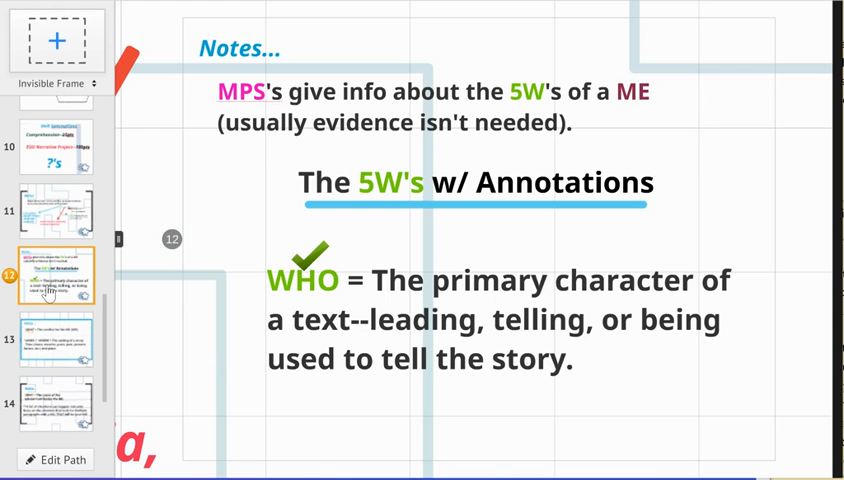 Invisible Frame
10
?'s
11
12
13
14
Edit Path
12
Notes...
MPS's give info about the 5W's of a ME
(usually evidence isn't needed).
The 5W's w/ Annotations
WHO = The primary character of
a text--leading, telling, or being
used to tell the story.
a,